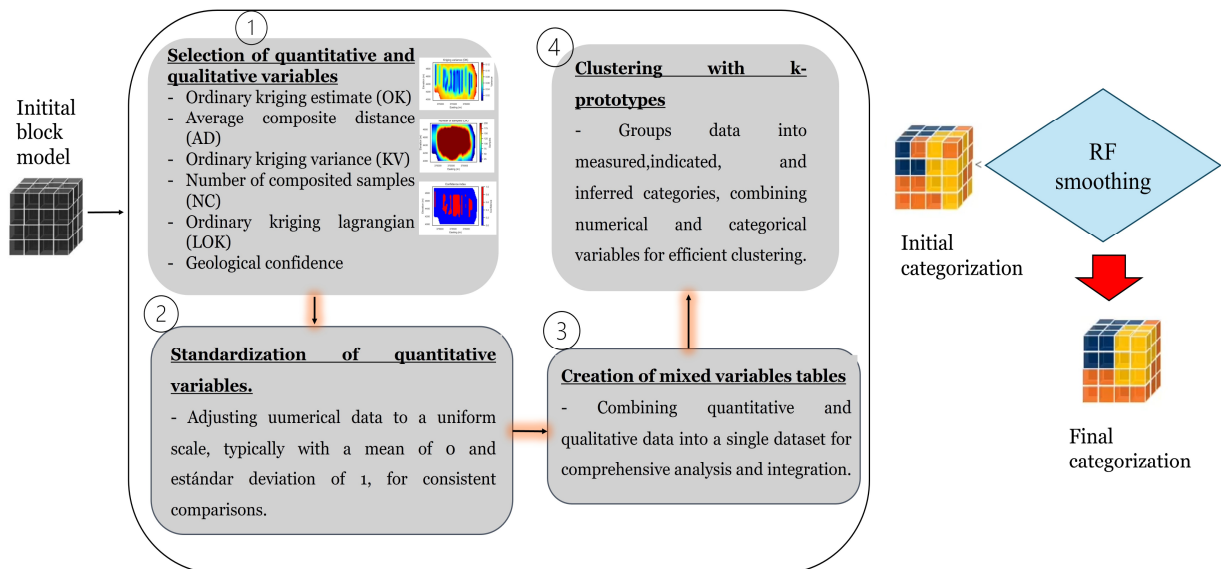 Initital
block
model
1
Selection of quantitative and
qualitative variables
- Ordinary kriging estimate (OK)
- Average composite distance
(AD)
- Ordinary kriging variance (KV)
- Number of composited samples
(NC)
- Ordinary kriging lagrangian
(LOK)
- Geological confidence
2
Standardization of quantitative
variables.
- Adjusting uumerical data to a uniform
scale, typically with a mean of 0 and
estándar deviation of 1, for consistent
comparisons.
3
Creation of mixed variables tables
- Combining quantitative and
qualitative data into a single dataset for
comprehensive analysis and integration.
4
Clustering with k-
prototypes
- Groups data into
measured,indicated, and
inferred categories, combining
numerical and categorical
variables for efficient clustering.
Initial
categorization
RF
smoothing
Final
categorization